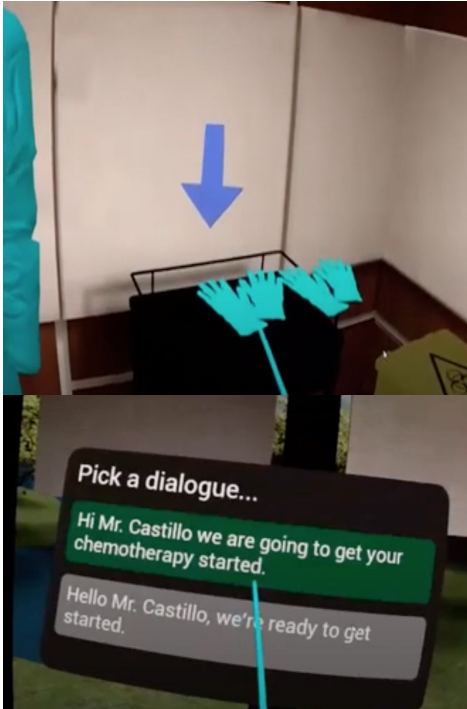 Pick a dialogue...
Hi Mr. Castillo we are going to get your
chemotherapy started.
Hello Mr. Castillo, we're ready to get
started.